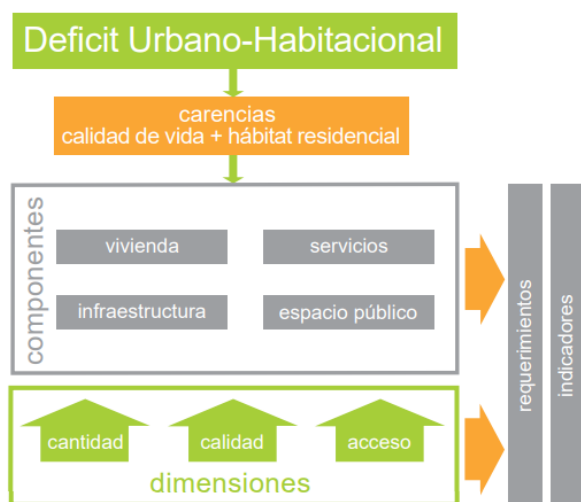 Deficit Urbano-Habitacional
carencias
calidad de vida + hábitat residencial
componentes
vivienda
servicios
infraestructura
espacio público
requerimientos
indicadores
cantidad
calidad
acceso
dimensiones